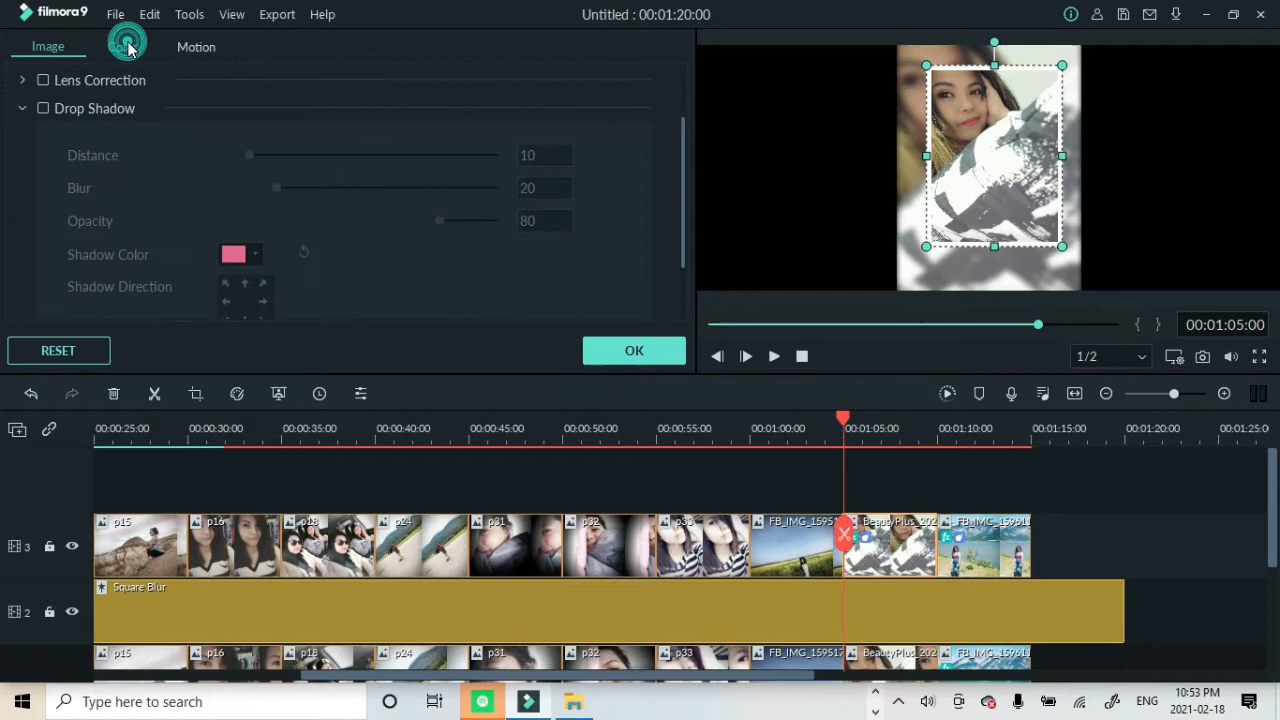 filmora9 File Edit Tools View Export Help Untitled : 00:01:20:00
Image Motion
Lens Correction
Drop Shadow
Distance 10
Blur 20
Opacity 80
Shadow Color
Shadow Direction
RESET OK
{ } 00:01:05:00
1/2
00:00:25:00 00:00:30:00 00:00:35:00 00:00:40:00 00:00:45:00 00:00:50:00 00:00:55:00 00:01:00:00 00:01:05:00 00:01:10:00 00:01:15:00 00:01:20:00 00:01:25:00
p15 p16 p18 p24 p31 p32 p33 FB_IMG_15951 BeautyPlus_202 FB_IMG_159611
3
Square Blur
2
p15 p16 p18 p24 p31 p32 p33 FB_IMG_15951 BeautyPlus_202 FB_IMG_159611
Type here to search ENG 10:53 PM
2021-02-18